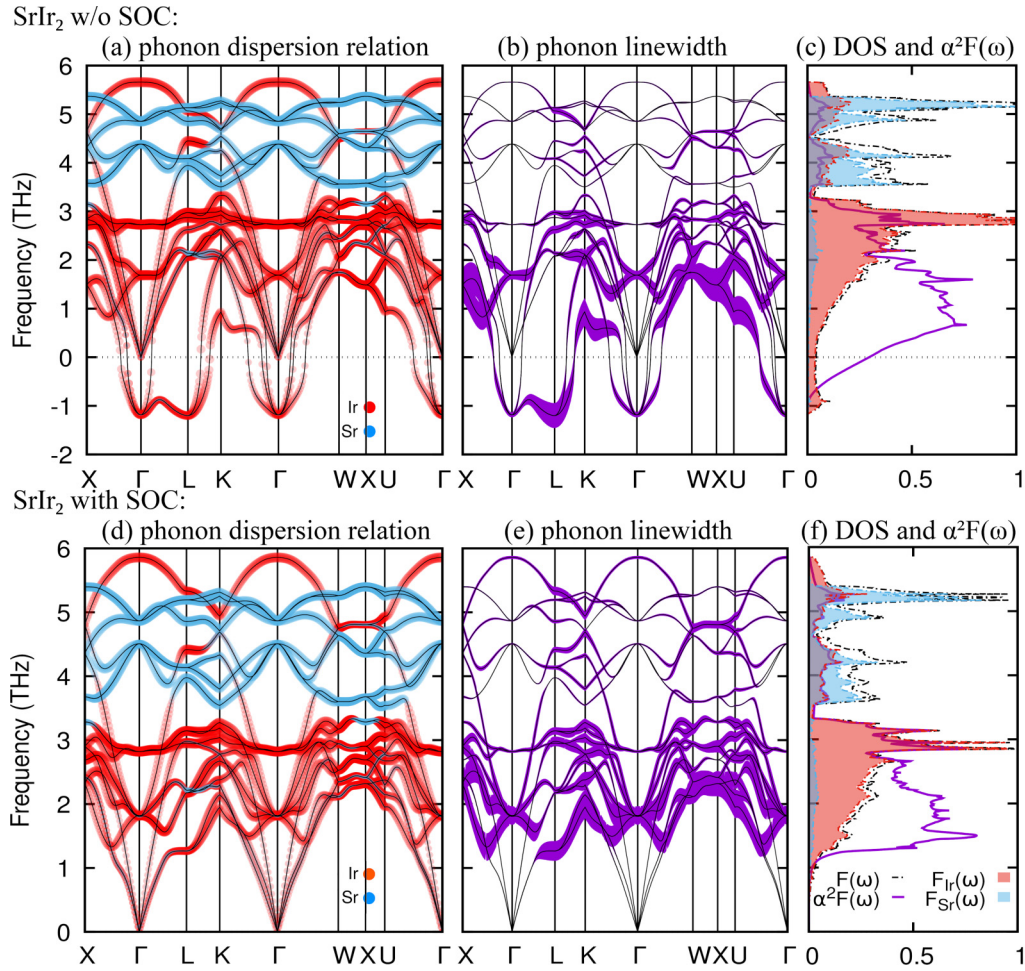 SrIr₂ w/o SOC:
(a) phonon dispersion relation
(b) phonon linewidth
(c) DOS and α²F(ω)
Frequency (THz)
6
5
4
3
2
1
0
-1
-2
Ir
Sr
X Γ L K Γ W X U Γ
X Γ L K Γ W X U Γ
0 0.5 1
SrIr₂ with SOC:
(d) phonon dispersion relation
(e) phonon linewidth
(f) DOS and α²F(ω)
Frequency (THz)
6
5
4
3
2
1
0
Ir
Sr
F(ω)
α²F(ω)
F_Ir(ω)
F_Sr(ω)
X Γ L K Γ W X U Γ
X Γ L K Γ W X U Γ
0 0.5 1